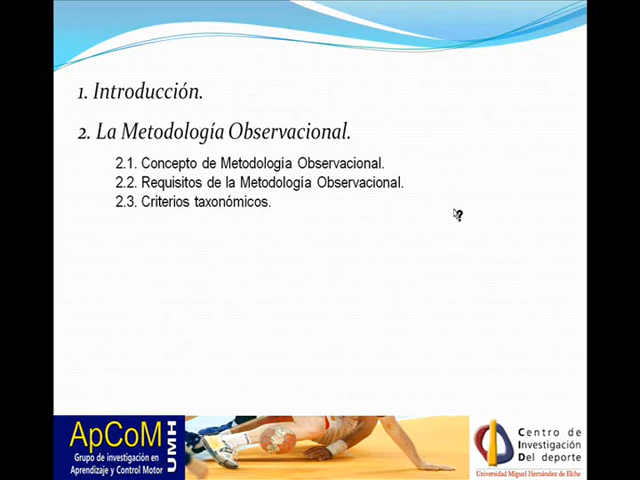 1. Introducción.
2. La Metodología Observacional.
2.1. Concepto de Metodología Observacional.
2.2. Requisitos de la Metodología Observacional.
2.3. Criterios taxonómicos.
ApCoM
Grupo de investigación en
Aprendizaje y Control Motor
UMH
Centro de
Investigación
Del deporte
Universidad Miguel Hernández de Elche